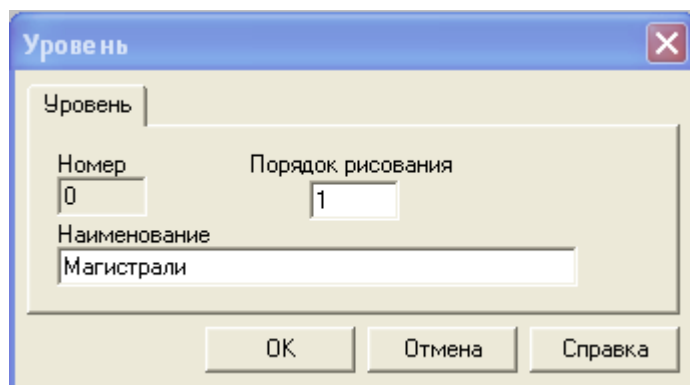 Уровень
Уровень
Номер Порядок рисования
0 1
Наименование
Магистрали
OK Отмена Справка